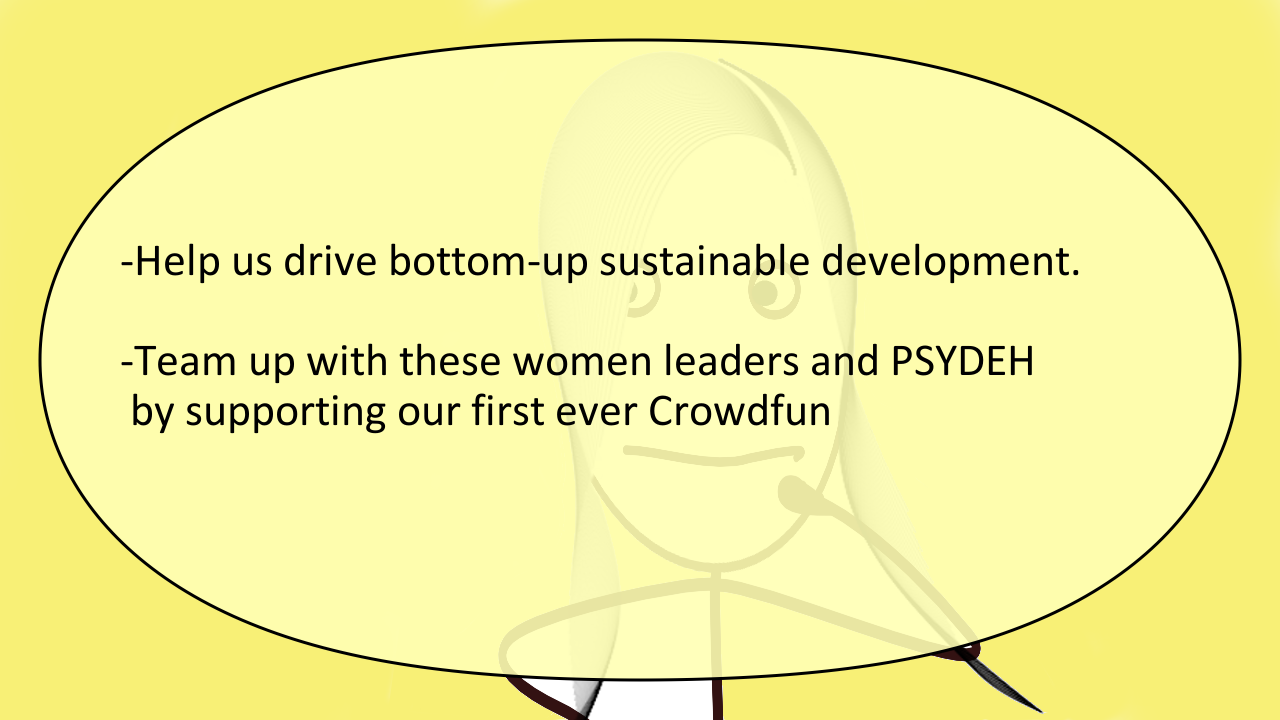 -Help us drive bottom-up sustainable development.
-Team up with these women leaders and PSYDEH
by supporting our first ever Crowdfun